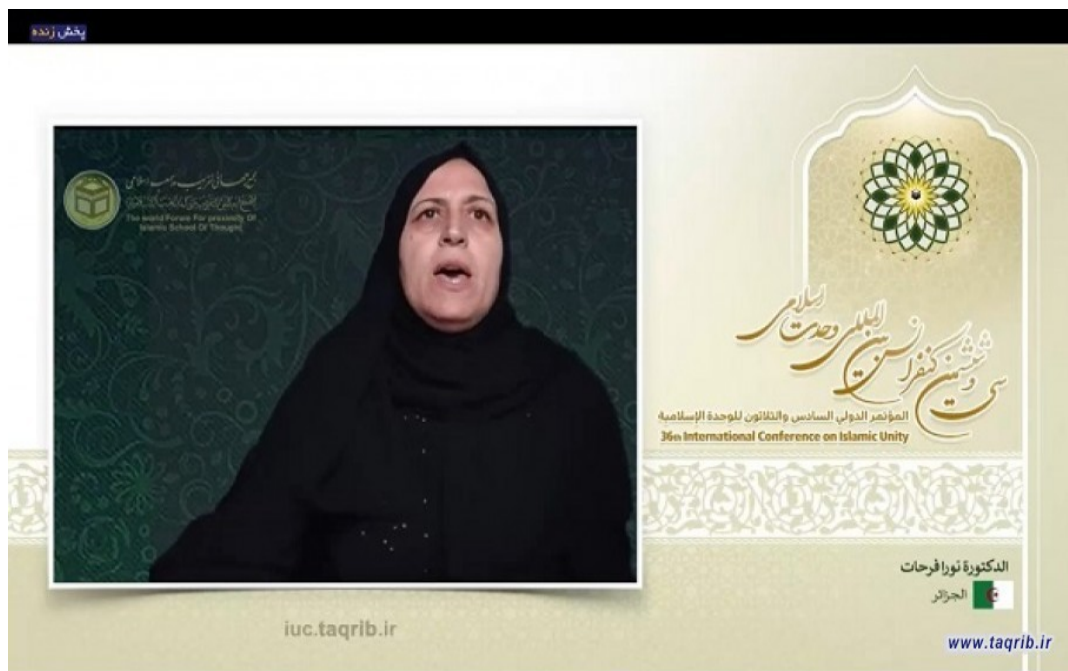 پخش زنده
The world Forum For proximity Of
Islamic School Of Thought
سی و ششمین کنفرانس بین المللی وحدت اسلامی
المؤتمر الدولي السادس والثلاثون للوحدة الإسلامية
36th International Conference on Islamic Unity
الدكتورة نورا فرحات
الجزائر
iuc.taqrib.ir
www.taqrib.ir